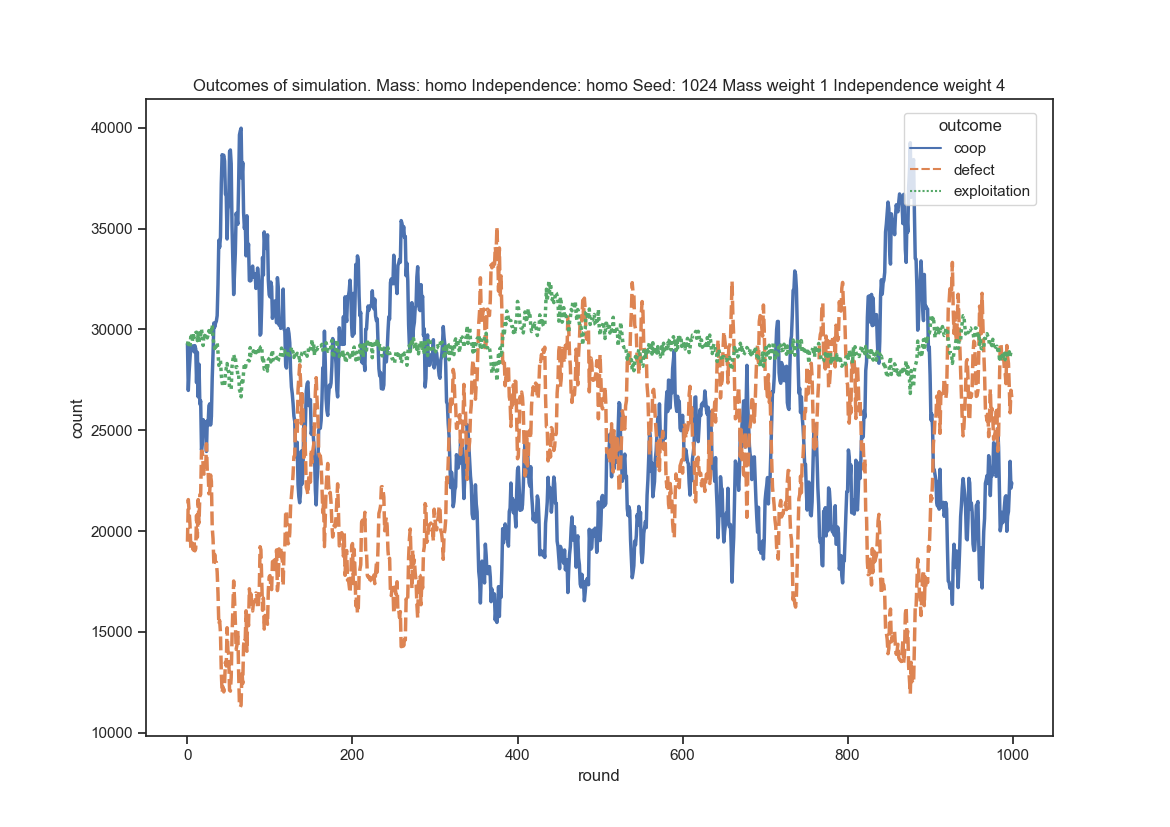 Outcomes of simulation. Mass: homo Independence: homo Seed: 1024 Mass weight 1 Independence weight 4
outcome
coop
defect
exploitation
40000
35000
30000
25000
20000
15000
10000
count
0
200
400
600
800
1000
round